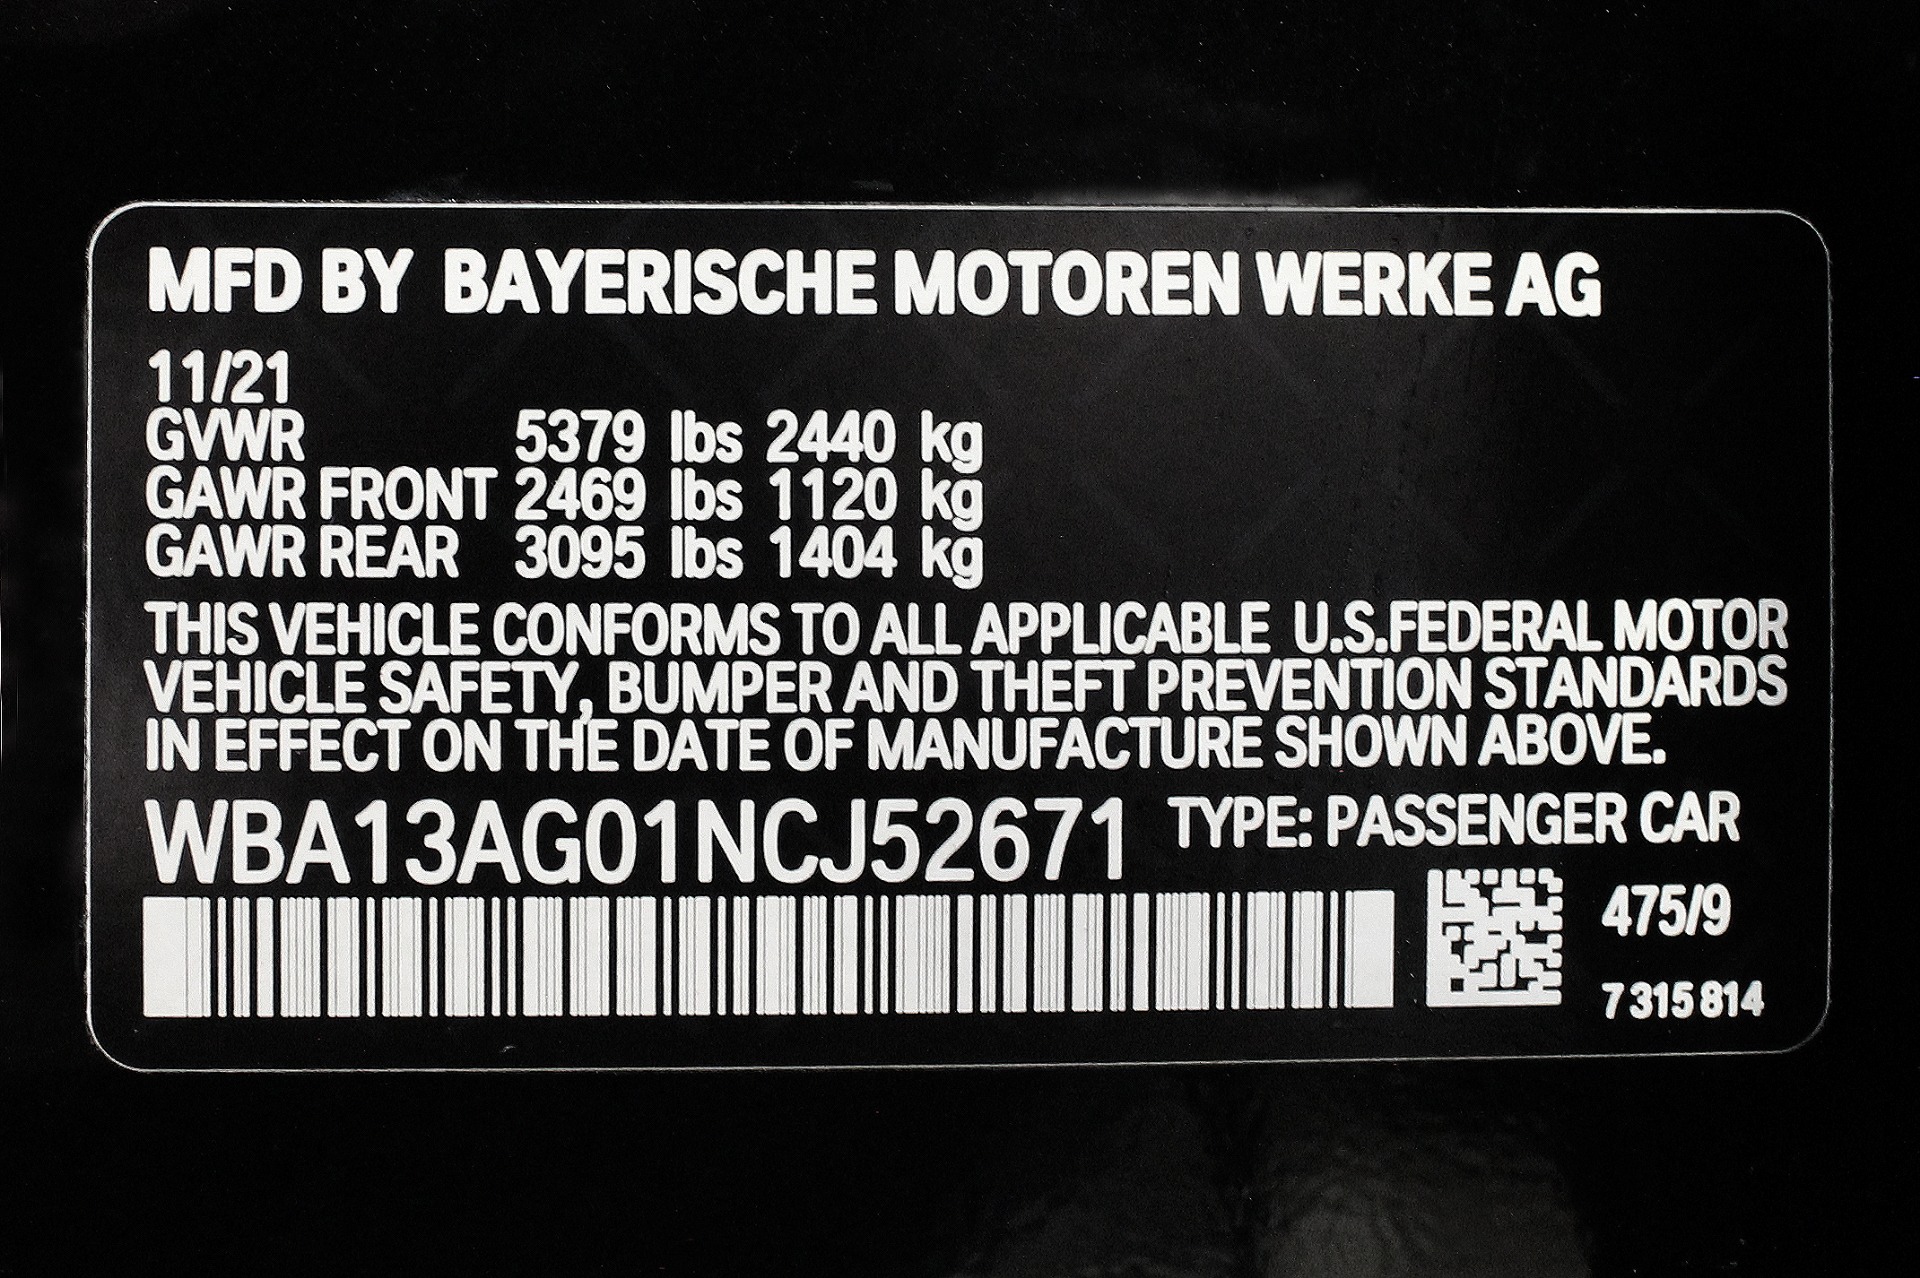 MFD BY BAYERISCHE MOTOREN WERKE AG
11/21
GVWR 5379 lbs 2440 kg
GAWR FRONT 2469 lbs 1120 kg
GAWR REAR 3095 lbs 1404 kg
THIS VEHICLE CONFORMS TO ALL APPLICABLE U.S.FEDERAL MOTOR
VEHICLE SAFETY, BUMPER AND THEFT PREVENTION STANDARDS
IN EFFECT ON THE DATE OF MANUFACTURE SHOWN ABOVE.
WBA13AG01NCJ52671 TYPE: PASSENGER CAR
475/9
7 315 814